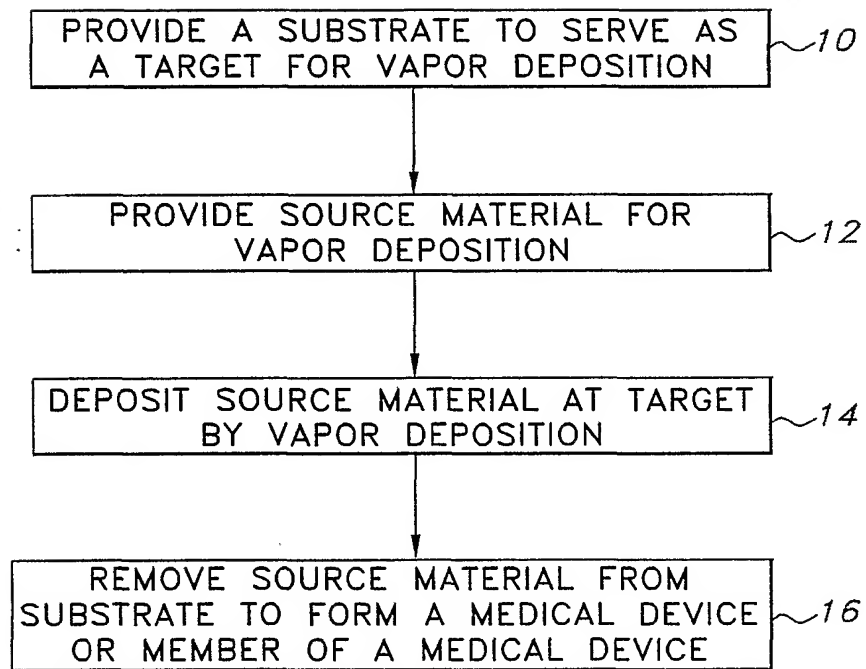 PROVIDE A SUBSTRATE TO SERVE AS
A TARGET FOR VAPOR DEPOSITION
10
PROVIDE SOURCE MATERIAL FOR
VAPOR DEPOSITION
12
DEPOSIT SOURCE MATERIAL AT TARGET
BY VAPOR DEPOSITION
14
REMOVE SOURCE MATERIAL FROM
SUBSTRATE TO FORM A MEDICAL DEVICE
OR MEMBER OF A MEDICAL DEVICE
16